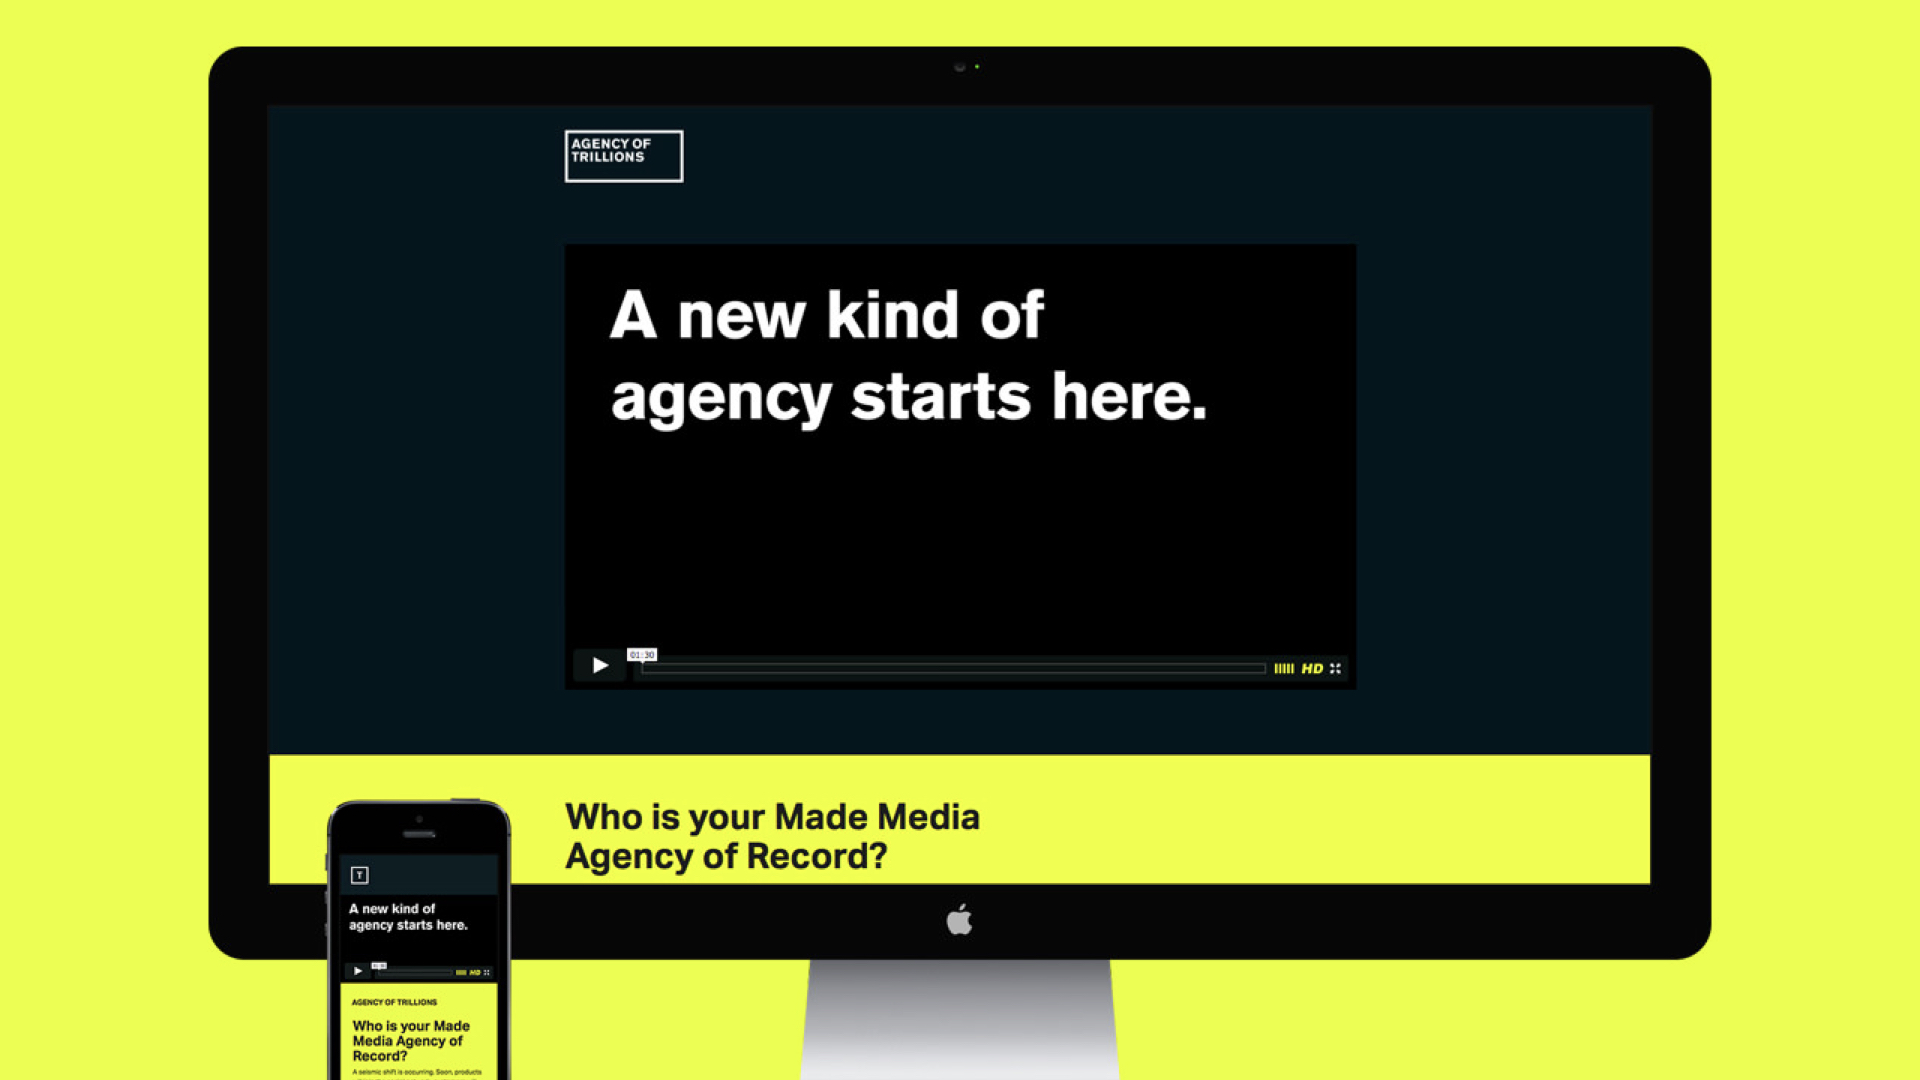 AGENCY OF
TRILLIONS
A new kind of
agency starts here.
01:30
HD
Who is your Made Media
Agency of Record?
T
A new kind of
agency starts here.
HD
AGENCY OF TRILLIONS
Who is your Made
Media Agency of
Record?
A seismic shift is occuring. Soon, products